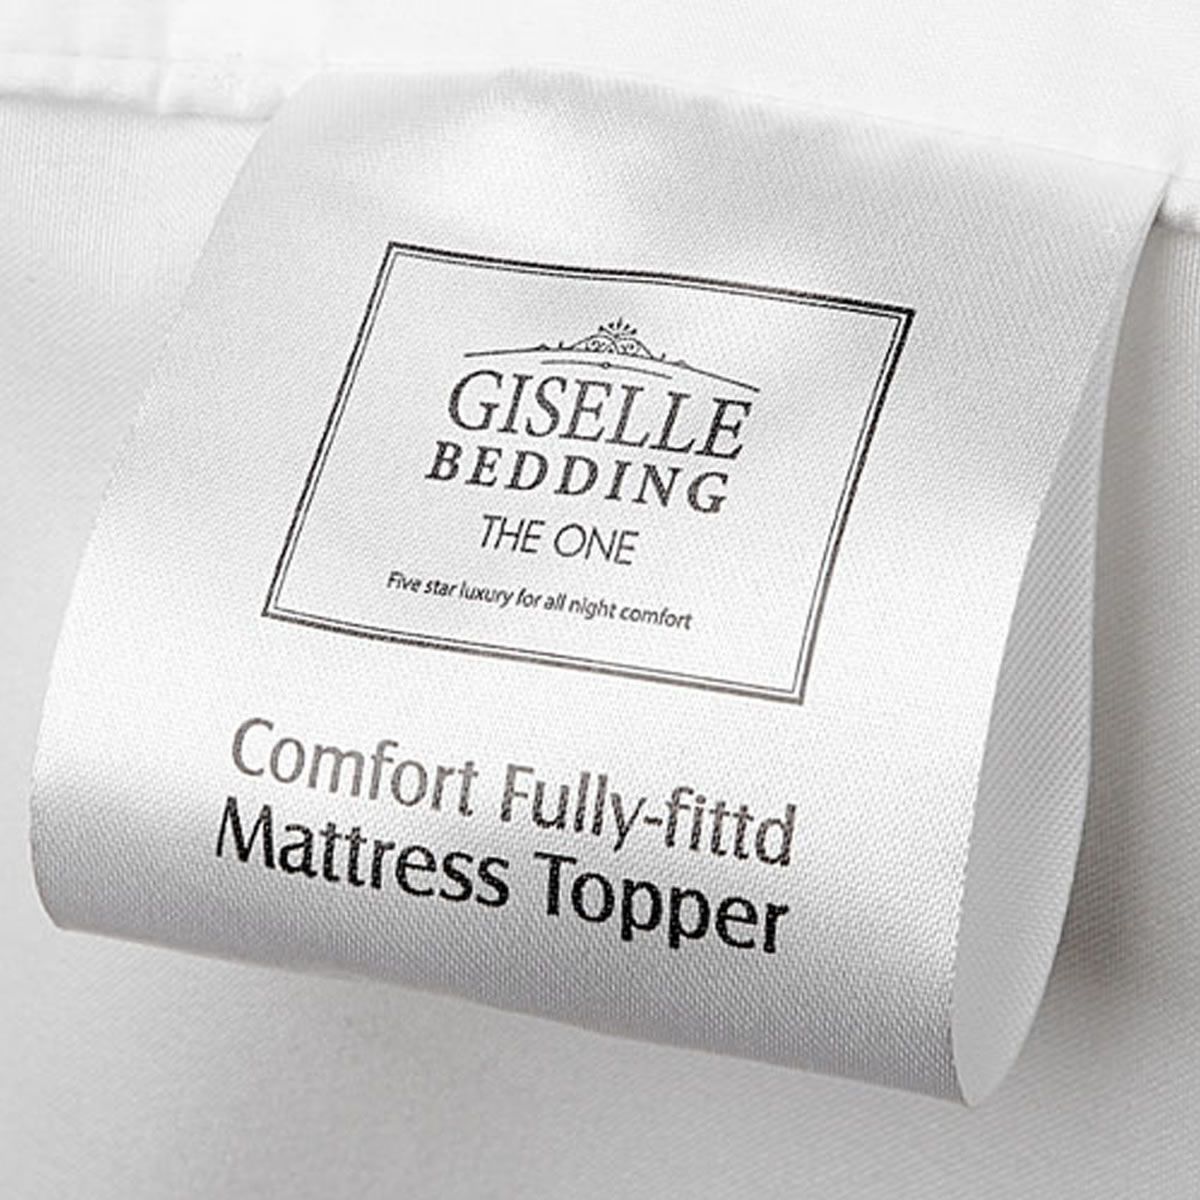 GISELLE
BEDDING
THE ONE
Five star luxury for all night comfort
Comfort Fully-fittd
Mattress Topper